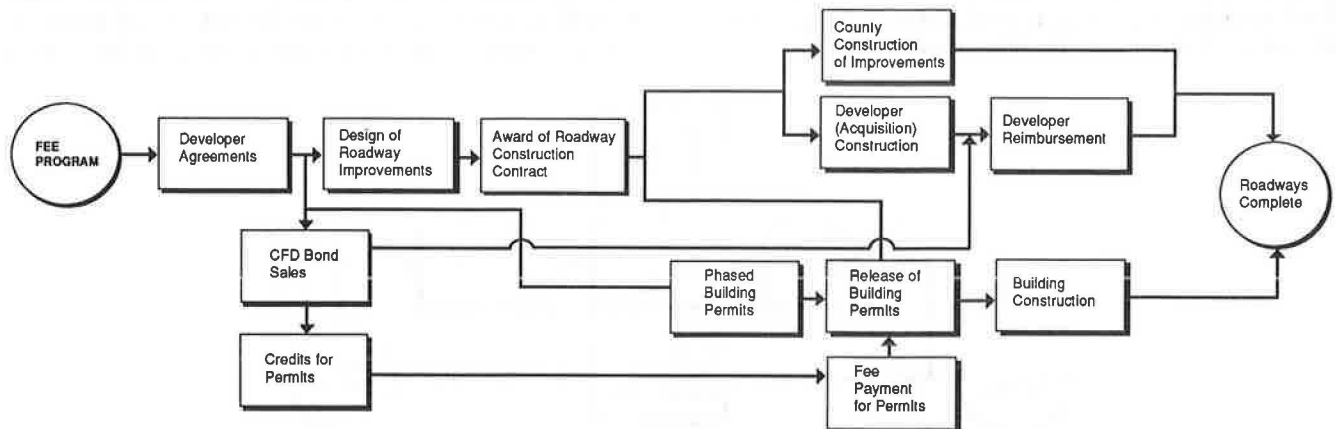 County
Construction
of Improvements
FEE
PROGRAM
Developer
Agreements
Design of
Roadway
Improvements
Award of Roadway
Construction
Contract
Developer
(Acquisition)
Construction
Developer
Reimbursement
Roadways
Complete
CFD Bond
Sales
Phased
Building
Permits
Release of
Building
Permits
Building
Construction
Credits for
Permits
Fee
Payment
for Permits